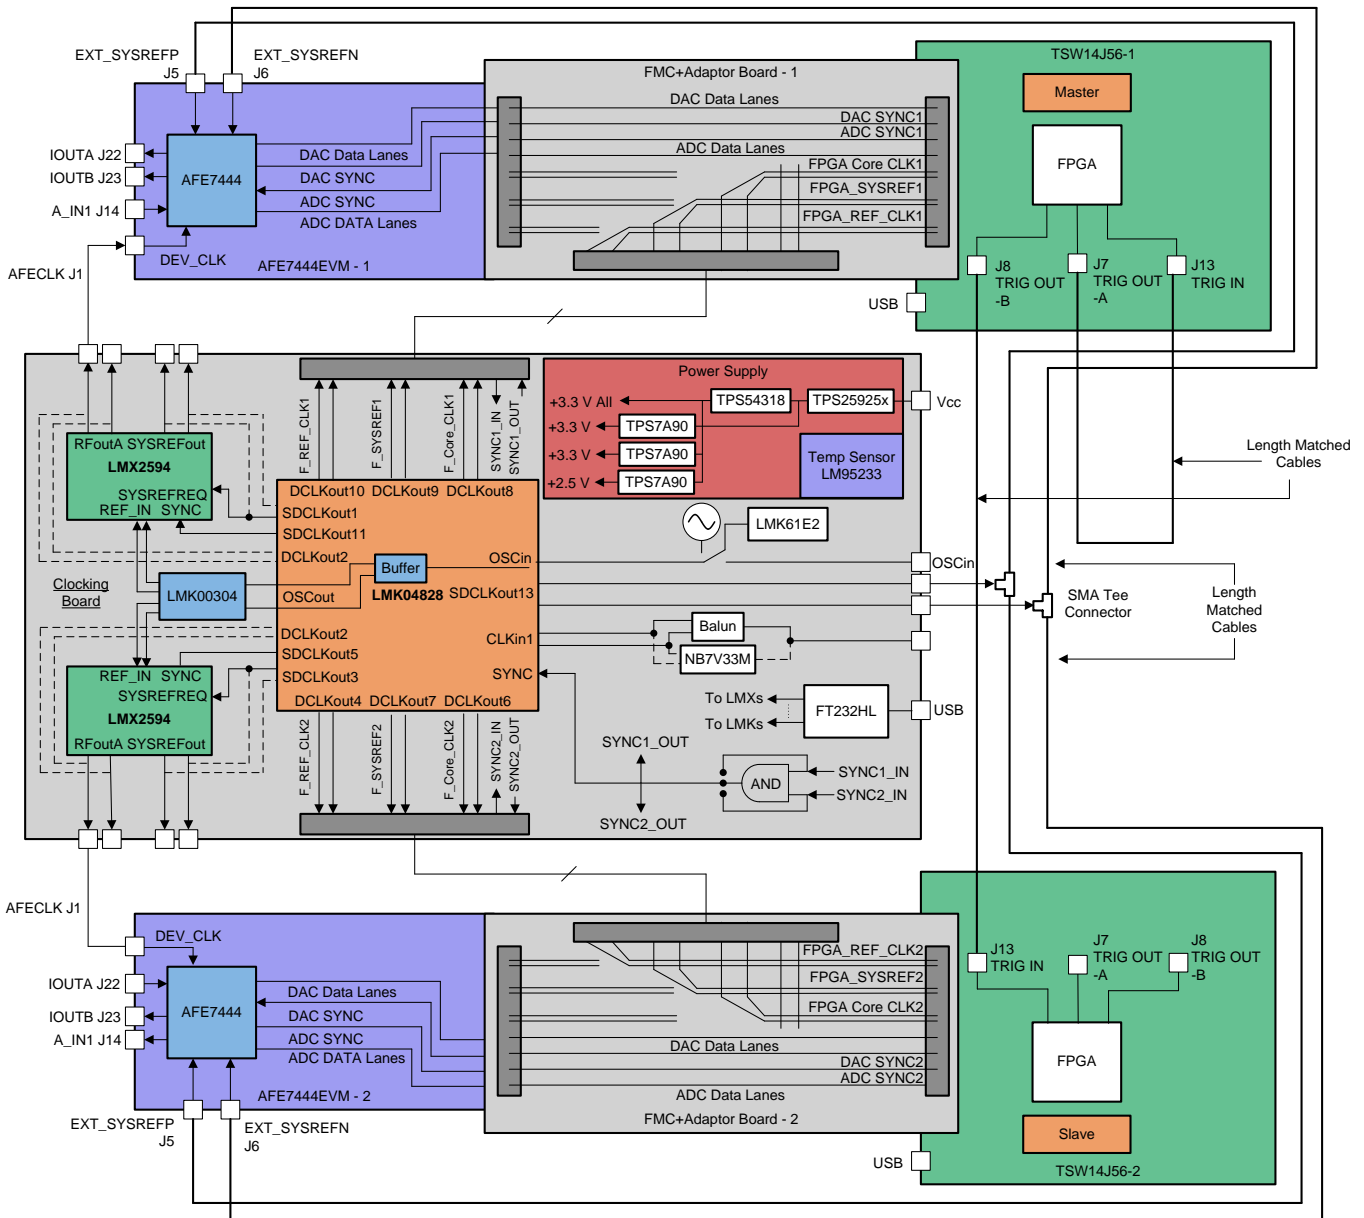 EXT_SYSREFP
J5
EXT_SYSREFN
J6
FMC+Adaptor Board - 1
TSW14J56-1
Master
FPGA
DAC Data Lanes
DAC SYNC1
ADC SYNC1
ADC Data Lanes
FPGA Core CLK1
FPGA_SYSREF1
FPGA_REF_CLK1
IOUTA J22
IOUTB J23
A_IN1 J14
AFE7444
DAC Data Lanes
DAC SYNC
ADC SYNC
ADC DATA Lanes
DEV_CLK
AFE7444EVM - 1
AFECLK J1
J8
TRIG OUT
-B
J7
TRIG OUT
-A
J13
TRIG IN
USB
Power Supply
+3.3 V All
TPS54318
TPS25925x
Vcc
+3.3 V
TPS7A90
+3.3 V
TPS7A90
+2.5 V
TPS7A90
Temp Sensor
LM95233
F_REF_CLK1
F_SYSREF1
F_Core_CLK1
SYNC1_IN
SYNC1_OUT
RFoutA SYSREFout
LMX2594
SYSREFREQ
REF_IN SYNC
DCLKout10 DCLKout9 DCLKout8
SDCLKout1
SDCLKout11
DCLKout2
OSCout
Buffer
LMK04828
OSCin
SDCLKout13
CLKin1
SYNC
DCLKout2
SDCLKout5
SDCLKout3
DCLKout4 DCLKout7 DCLKout6
LMK61E2
OSCin
Clocking
Board
LMK00304
Balun
NB7V33M
REF_IN SYNC
SYSREFREQ
LMX2594
RFoutA SYSREFout
To LMXs
To LMKs
FT232HL
USB
F_REF_CLK2
F_SYSREF2
F_Core_CLK2
SYNC2_IN
SYNC2_OUT
SYNC1_OUT
SYNC2_OUT
AND
SYNC1_IN
SYNC2_IN
Length Matched
Cables
SMA Tee
Connector
Length
Matched
Cables
AFECLK J1
DEV_CLK
IOUTA J22
IOUTB J23
A_IN1 J14
AFE7444
DAC Data Lanes
DAC SYNC
ADC SYNC
ADC DATA Lanes
AFE7444EVM - 2
EXT_SYSREFP
J5
EXT_SYSREFN
J6
FPGA_REF_CLK2
FPGA_SYSREF2
FPGA Core CLK2
DAC Data Lanes
DAC SYNC2
ADC SYNC2
ADC Data Lanes
FMC+Adaptor Board - 2
J13
TRIG IN
J7
TRIG OUT
-A
J8
TRIG OUT
-B
FPGA
Slave
USB
TSW14J56-2